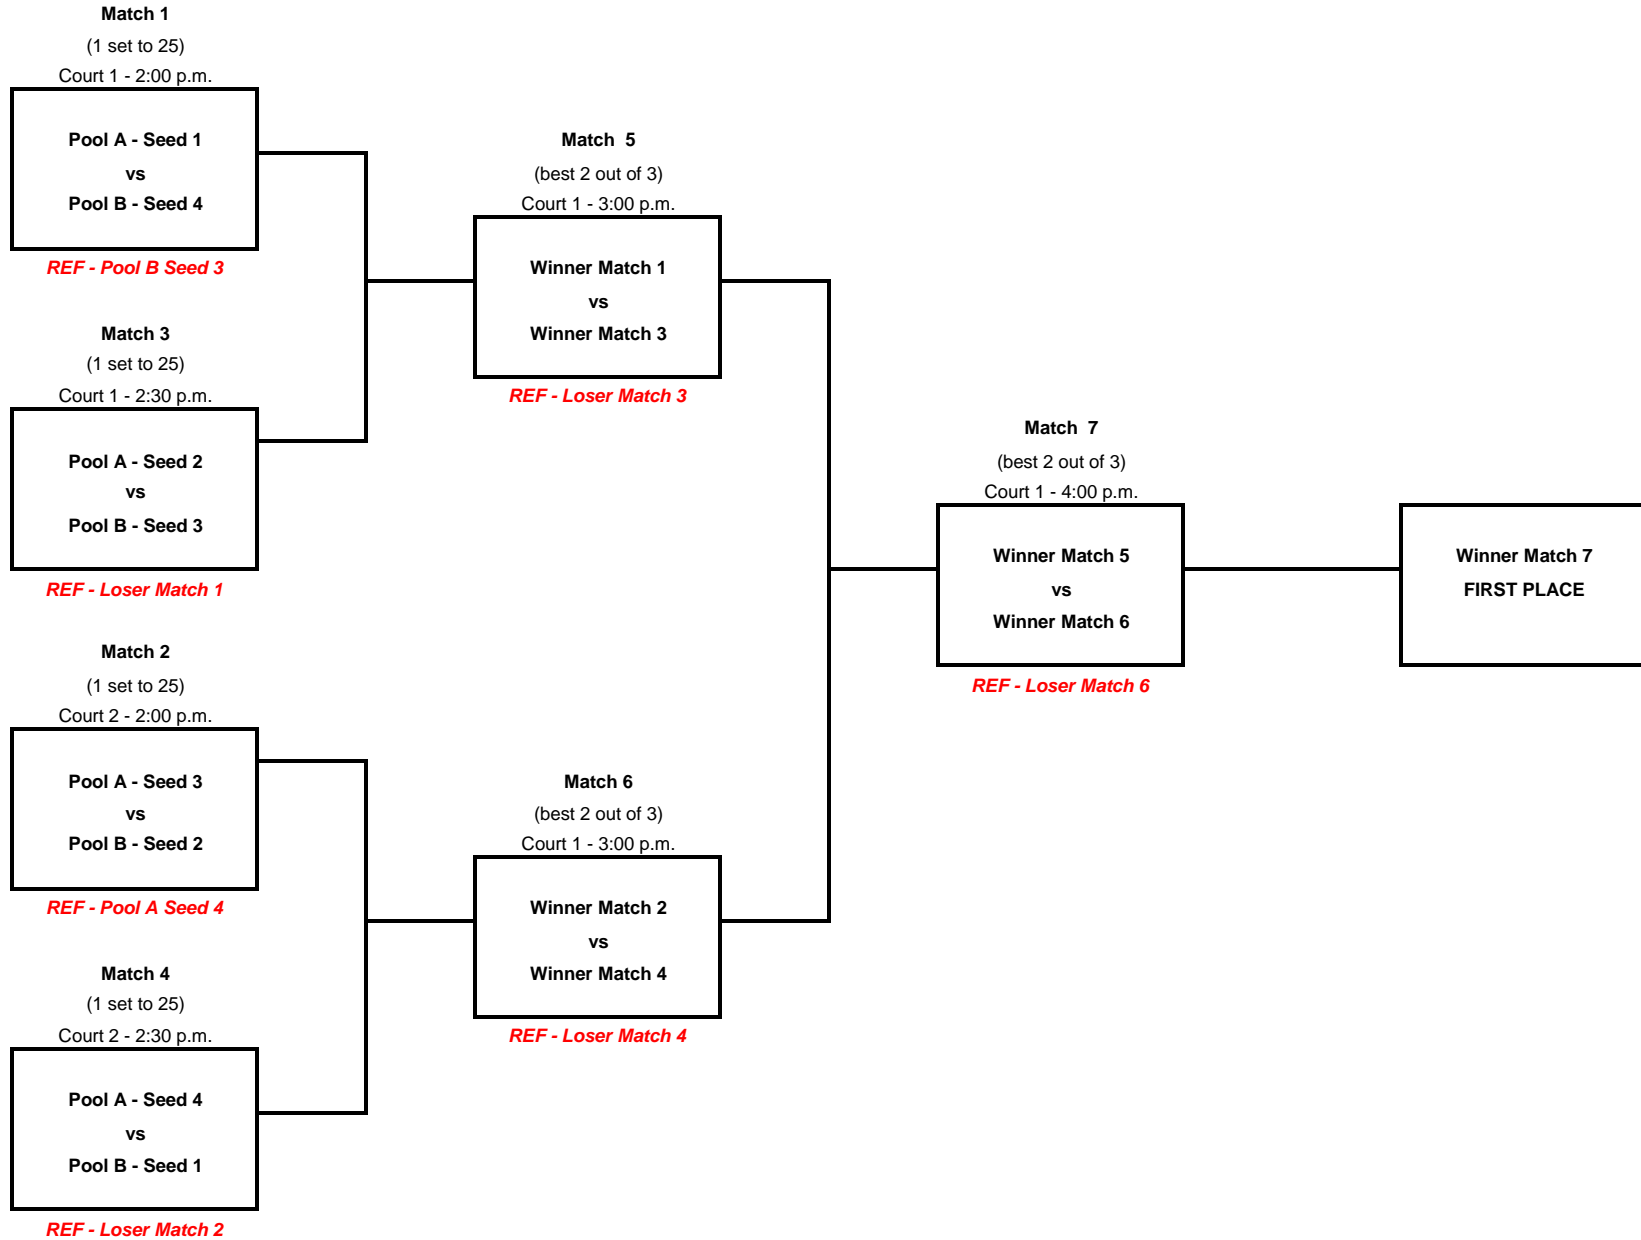 Match 1
(1 set to 25)
Court 1 - 2:00 p.m.
Pool A - Seed 1
vs
Pool B - Seed 4
REF - Pool B Seed 3
Match 3
(1 set to 25)
Court 1 - 2:30 p.m.
Pool A - Seed 2
vs
Pool B - Seed 3
REF - Loser Match 1
Match 2
(1 set to 25)
Court 2 - 2:00 p.m.
Pool A - Seed 3
vs
Pool B - Seed 2
REF - Pool A Seed 4
Match 4
(1 set to 25)
Court 2 - 2:30 p.m.
Pool A - Seed 4
vs
Pool B - Seed 1
REF - Loser Match 2
Match  5
(best 2 out of 3)
Court 1 - 3:00 p.m.
Winner Match 1
vs
Winner Match 3
REF - Loser Match 3
Match 6
(best 2 out of 3)
Court 1 - 3:00 p.m.
Winner Match 2
vs
Winner Match 4
REF - Loser Match 4
Match  7
(best 2 out of 3)
Court 1 - 4:00 p.m.
Winner Match 5
vs
Winner Match 6
REF - Loser Match 6
Winner Match 7
FIRST PLACE